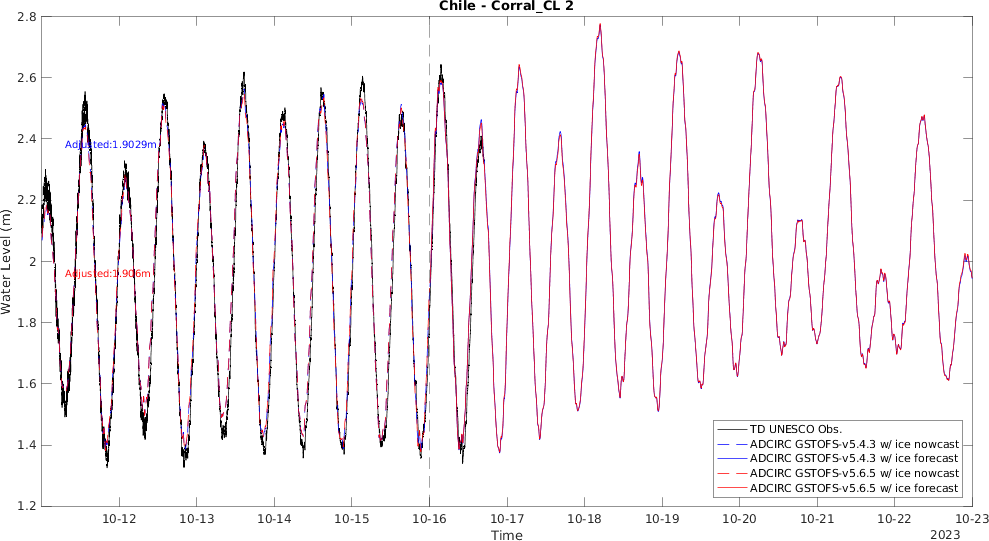 Chile - Corral_CL 2
Water Level (m)
2.8
2.6
2.4
2.2
2
1.8
1.6
1.4
1.2
Adjusted:1.9029m
Adjusted:1.906m
TD UNESCO Obs.
ADCIRC GSTOFS-v5.4.3 w/ ice nowcast
ADCIRC GSTOFS-v5.4.3 w/ ice forecast
ADCIRC GSTOFS-v5.6.5 w/ ice nowcast
ADCIRC GSTOFS-v5.6.5 w/ ice forecast
10-12 10-13 10-14 10-15 10-16 10-17 10-18 10-19 10-20 10-21 10-22 10-23
Time
2023